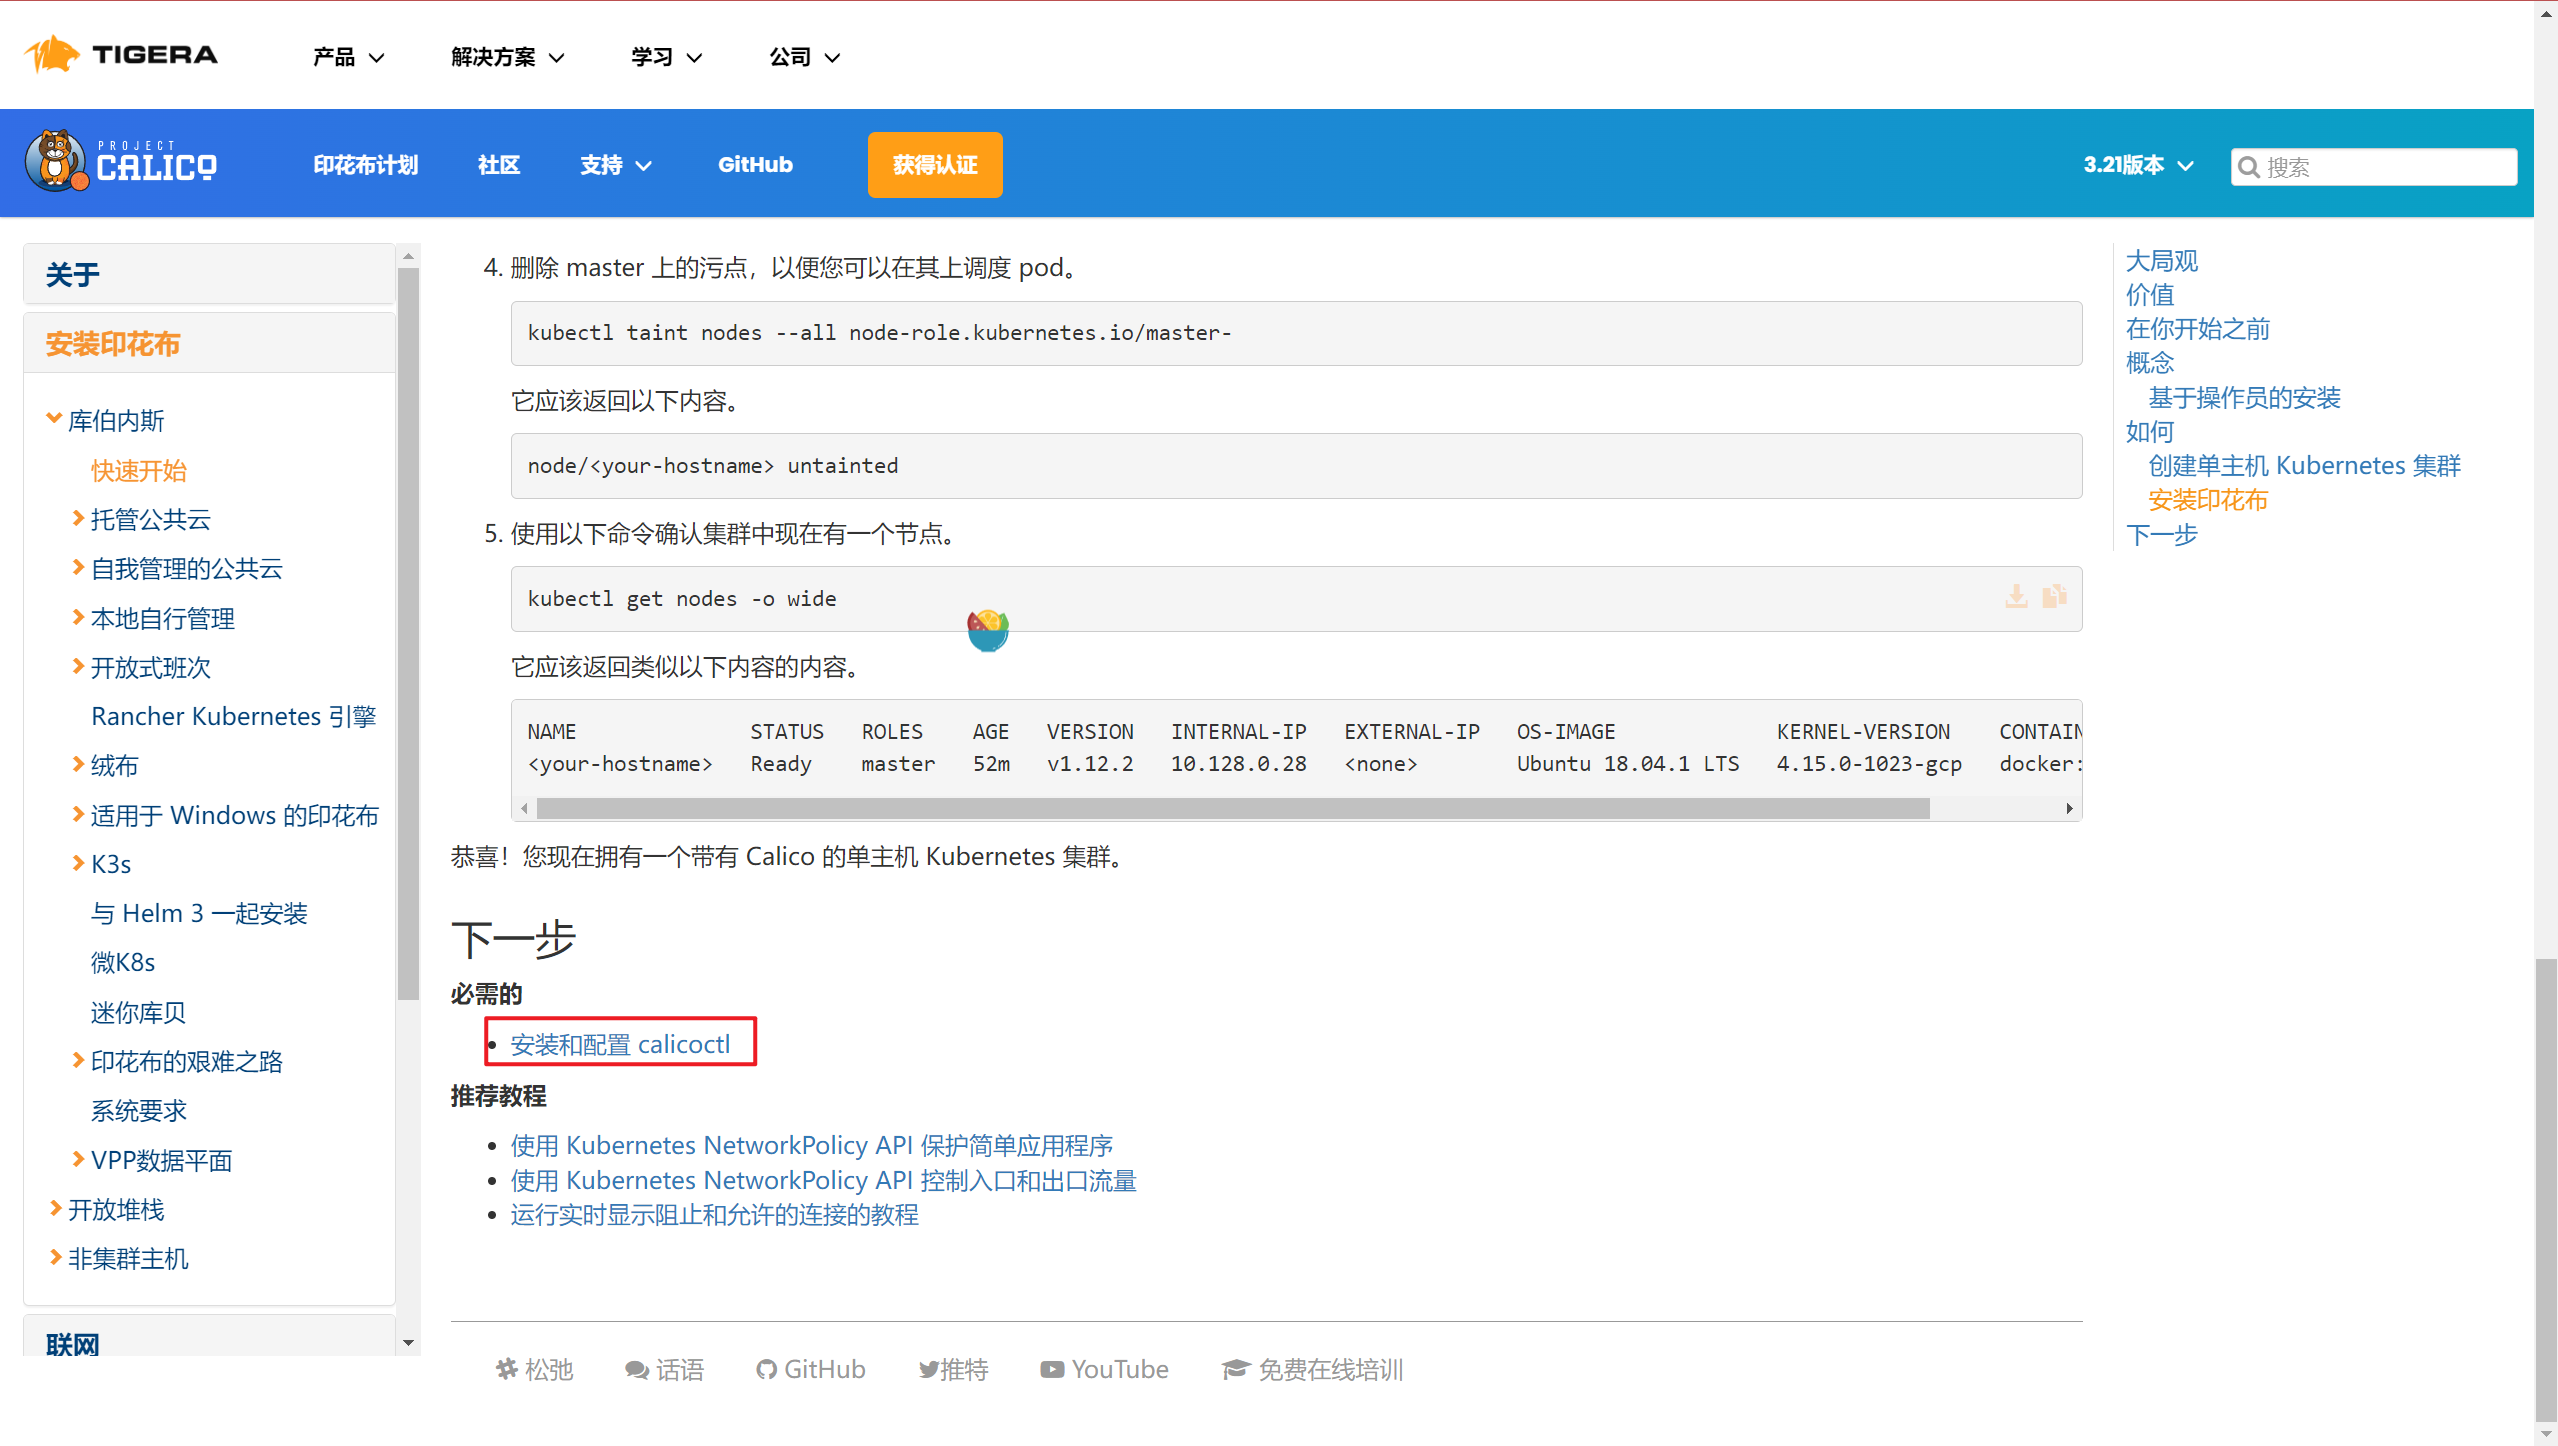 TIGERA
产品
解决方案
学习
公司
PROJECT
CALICO
印花布计划
社区
支持
GitHub
获得认证
3.21版本
搜索
关于
安装印花布
库伯内斯
快速开始
托管公共云
自我管理的公共云
本地自行管理
开放式班次
Rancher Kubernetes 引擎
绒布
适用于 Windows 的印花布
K3s
与 Helm 3 一起安装
微K8s
迷你库贝
印花布的艰难之路
系统要求
VPP数据平面
开放堆栈
非集群主机
联网
4. 删除 master 上的污点，以便您可以在其上调度 pod。
kubectl taint nodes --all node-role.kubernetes.io/master-
它应该返回以下内容。
node/<your-hostname> untainted
5. 使用以下命令确认集群中现在有一个节点。
kubectl get nodes -o wide
它应该返回类似以下内容的内容。
NAME STATUS ROLES AGE VERSION INTERNAL-IP EXTERNAL-IP OS-IMAGE KERNEL-VERSION CONTAIN
<your-hostname> Ready master 52m v1.12.2 10.128.0.28 <none> Ubuntu 18.04.1 LTS 4.15.0-1023-gcp docker:
恭喜！您现在拥有一个带有 Calico 的单主机 Kubernetes 集群。
下一步
必需的
• 安装和配置 calicoctl
推荐教程
• 使用 Kubernetes NetworkPolicy API 保护简单应用程序
• 使用 Kubernetes NetworkPolicy API 控制入口和出口流量
• 运行实时显示阻止和允许的连接的教程
松弛
话语
GitHub
推特
YouTube
免费在线培训
大局观
价值
在你开始之前
概念
基于操作员的安装
如何
创建单主机 Kubernetes 集群
安装印花布
下一步